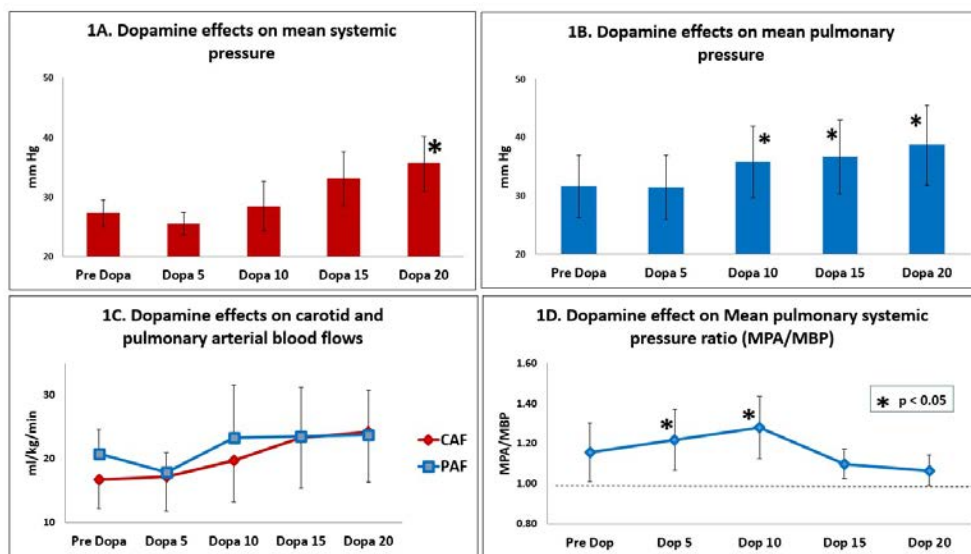 1A. Dopamine effects on mean systemic
pressure
50
40
30
20
mm Hg
*
Pre Dopa Dopa 5 Dopa 10 Dopa 15 Dopa 20
1B. Dopamine effects on mean pulmonary
pressure
50
40
30
20
mm Hg
* * *
Pre Dopa Dopa 5 Dopa 10 Dopa 15 Dopa 20
1C. Dopamine effects on carotid and
pulmonary arterial blood flows
30
20
10
ml/kg/min
CAF
PAF
Pre Dopa Dopa 5 Dopa 10 Dopa 15 Dopa 20
1D. Dopamine effect on Mean pulmonary systemic
pressure ratio (MPA/MBP)
1.60
1.40
1.20
1.00
0.80
MPA/MBP
* *
* p < 0.05
Pre Dop Dop 5 Dop 10 Dop 15 Dop 20